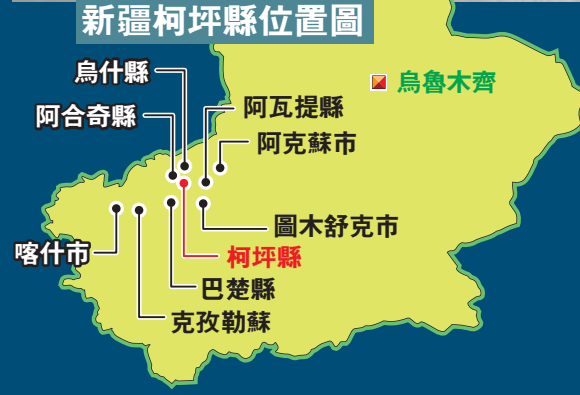 新疆柯坪縣位置圖
烏什縣
烏魯木齊
阿合奇縣
阿瓦提縣
阿克蘇市
圖木舒克市
喀什市
柯坪縣
巴楚縣
克孜勒蘇